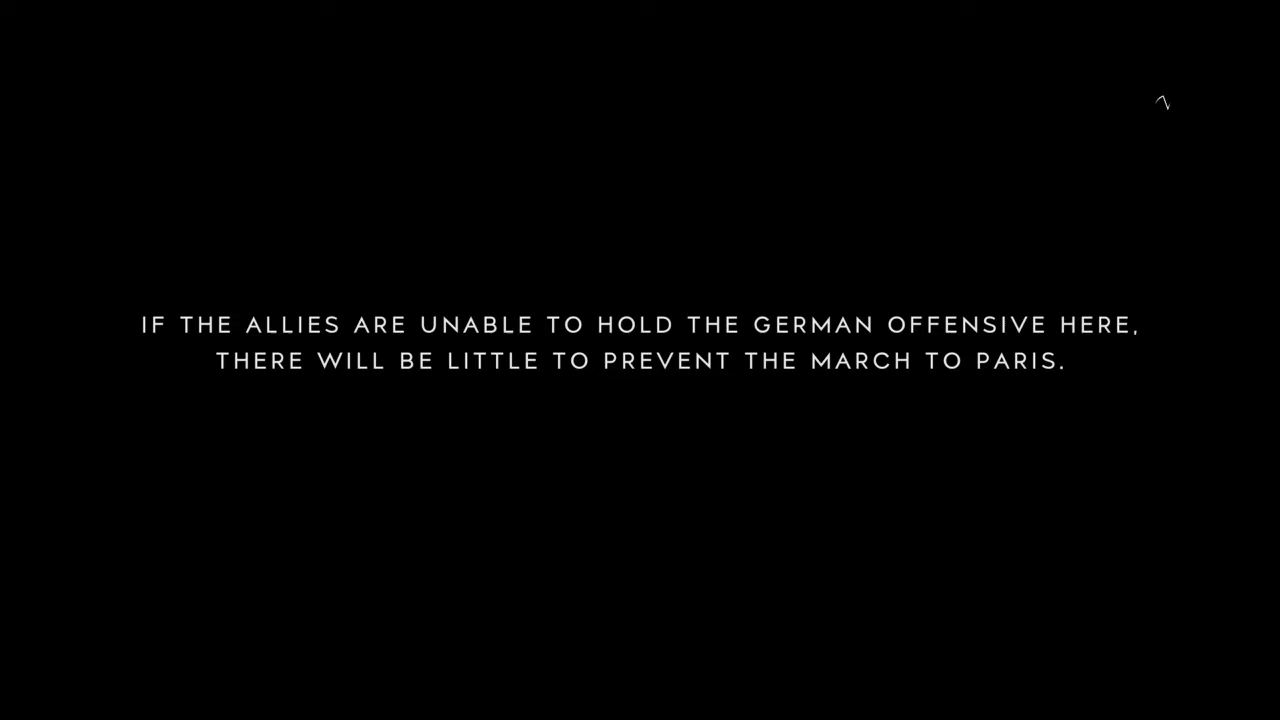 IF THE ALLIES ARE UNABLE TO HOLD THE GERMAN OFFENSIVE HERE,
THERE WILL BE LITTLE TO PREVENT THE MARCH TO PARIS.